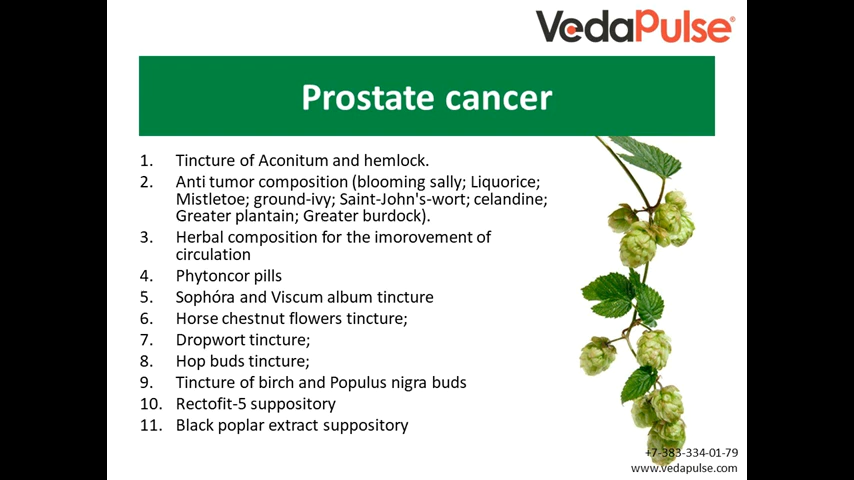 VedaPulse®
Prostate cancer
1. Tincture of Aconitum and hemlock.
2. Anti tumor composition (blooming sally; Liquorice;
Mistletoe; ground-ivy; Saint-John's-wort; celandine;
Greater plantain; Greater burdock).
3. Herbal composition for the imorovement of
circulation
4. Phytoncor pills
5. Sophóra and Viscum album tincture
6. Horse chestnut flowers tincture;
7. Dropwort tincture;
8. Hop buds tincture;
9. Tincture of birch and Populus nigra buds
10. Rectofit-5 suppository
11. Black poplar extract suppository
+7-383-334-01-79
www.vedapulse.com